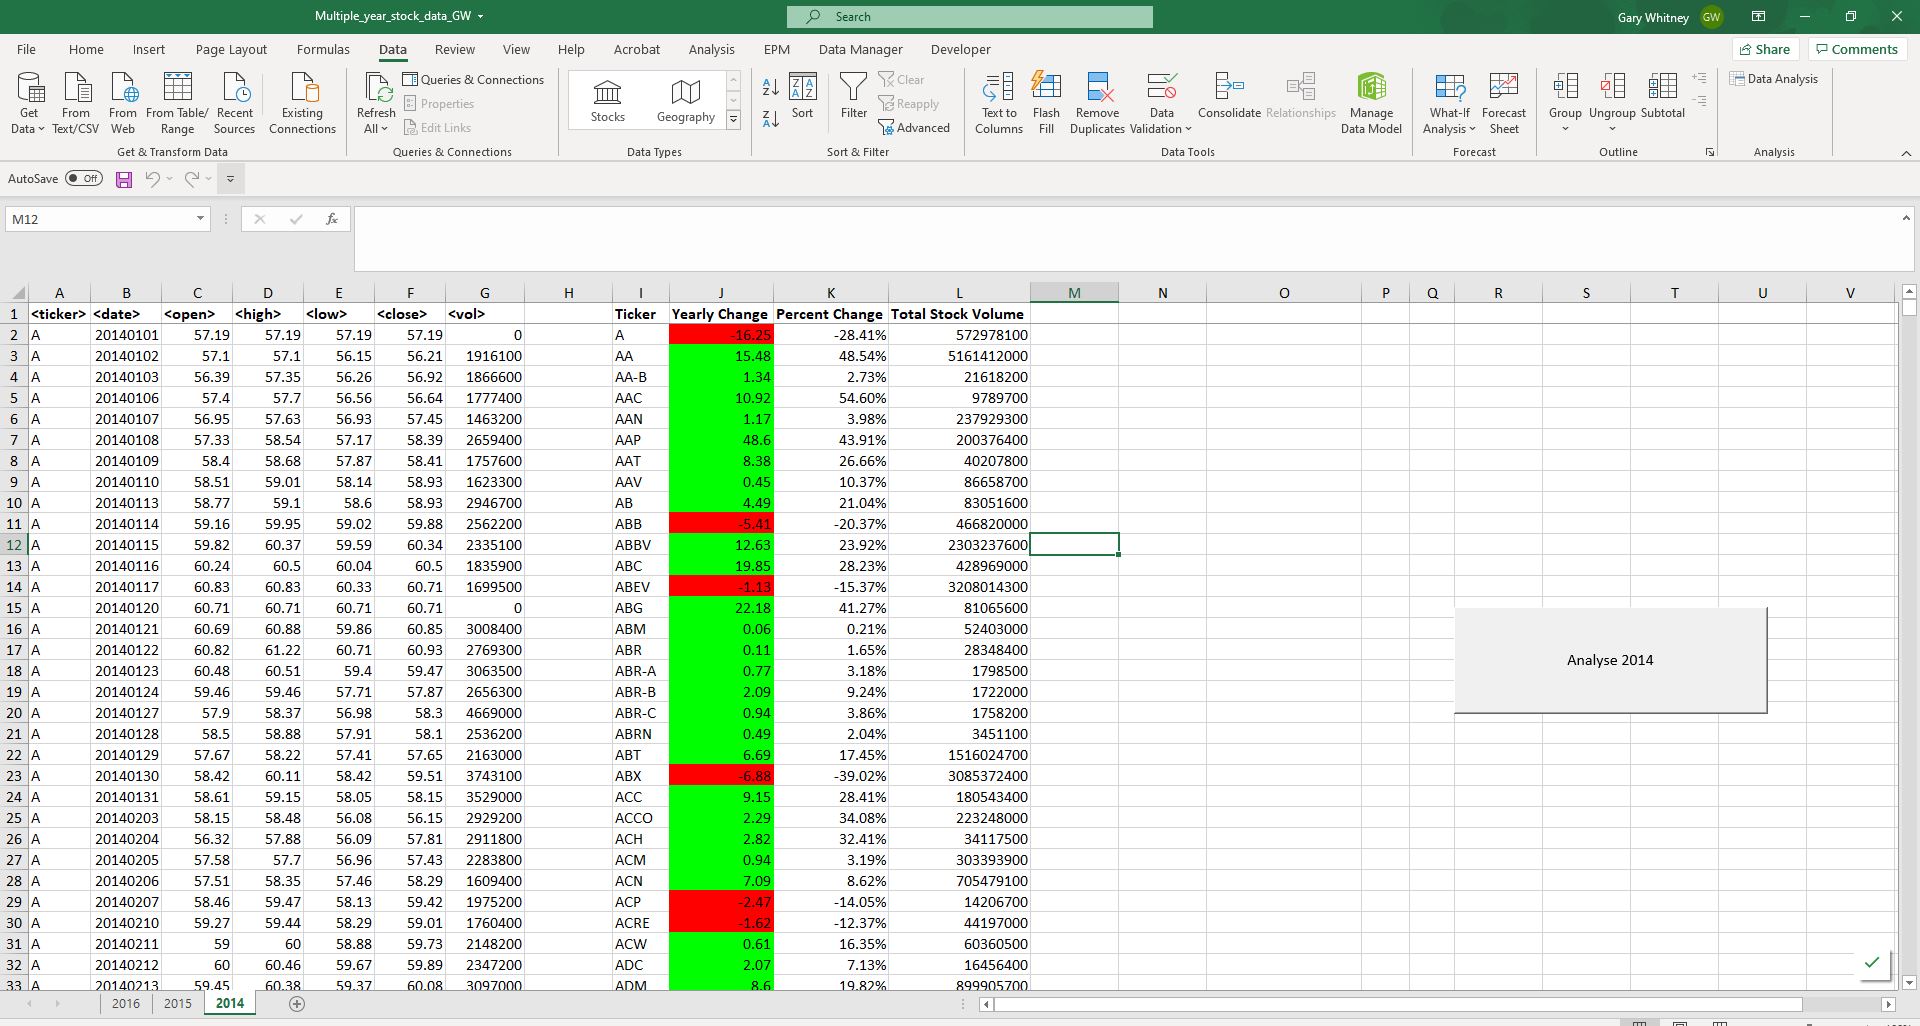 Multiple_year_stock_data_GW
Search
Gary Whitney GW
File Home Insert Page Layout Formulas Data Review View Help Acrobat Analysis EPM Data Manager Developer Share Comments
Get Data
From Text/CSV
From Web
From Table/ Range
Recent Sources
Existing Connections
Get & Transform Data
Refresh All
Queries & Connections
Properties
Edit Links
Queries & Connections
Stocks
Geography
Data Types
Sort
Filter
Clear
Reapply
Advanced
Sort & Filter
Text to Columns
Flash Fill
Remove Duplicates
Data Validation
Consolidate
Relationships
Manage Data Model
Data Tools
What-If Analysis
Forecast Sheet
Forecast
Group
Ungroup
Subtotal
Outline
Data Analysis
Analysis
AutoSave Off
M12 fx
A B C D E F G H I J K L M N O P Q R S T U V
1 <ticker> <date> <open> <high> <low> <close> <vol> Ticker Yearly Change Percent Change Total Stock Volume
2 A 20140101 57.19 57.19 57.19 57.19 0 A -16.25 -28.41% 572978100
3 A 20140102 57.1 57.1 56.15 56.21 1916100 AA 15.48 48.54% 5161412000
4 A 20140103 56.39 57.35 56.26 56.92 1866600 AA-B 1.34 2.73% 21618200
5 A 20140106 57.4 57.7 56.56 56.64 1777400 AAC 10.92 54.60% 9789700
6 A 20140107 56.95 57.63 56.93 57.45 1463200 AAN 1.17 3.98% 237929300
7 A 20140108 57.33 58.54 57.17 58.39 2659400 AAP 48.6 43.91% 200376400
8 A 20140109 58.4 58.68 57.87 58.41 1757600 AAT 8.38 26.66% 40207800
9 A 20140110 58.51 59.01 58.14 58.93 1623300 AAV 0.45 10.37% 86658700
10 A 20140113 58.77 59.1 58.6 58.93 2946700 AB 4.49 21.04% 83051600
11 A 20140114 59.16 59.95 59.02 59.88 2562200 ABB -5.41 -20.37% 466820000
12 A 20140115 59.82 60.37 59.59 60.34 2335100 ABBV 12.63 23.92% 2303237600
13 A 20140116 60.24 60.5 60.04 60.5 1835900 ABC 19.85 28.23% 428969000
14 A 20140117 60.83 60.83 60.33 60.71 1699500 ABEV -1.13 -15.37% 3208014300
15 A 20140120 60.71 60.71 60.71 60.71 0 ABG 22.18 41.27% 81065600
16 A 20140121 60.69 60.88 59.86 60.85 3008400 ABM 0.06 0.21% 52403000
17 A 20140122 60.82 61.22 60.71 60.93 2769300 ABR 0.11 1.65% 28348400
18 A 20140123 60.48 60.51 59.4 59.47 3063500 ABR-A 0.77 3.18% 1798500
19 A 20140124 59.46 59.46 57.71 57.87 2656300 ABR-B 2.09 9.24% 1722000
20 A 20140127 57.9 58.37 56.98 58.3 4669000 ABR-C 0.94 3.86% 1758200
21 A 20140128 58.5 58.88 57.91 58.1 2536200 ABRN 0.49 2.04% 3451100
22 A 20140129 57.67 58.22 57.41 57.65 2163000 ABT 6.69 17.45% 1516024700
23 A 20140130 58.42 60.11 58.42 59.51 3743100 ABX -6.88 -39.02% 3085372400
24 A 20140131 58.61 59.15 58.05 58.15 3529000 ACC 9.15 28.41% 180543400
25 A 20140203 58.15 58.48 56.08 56.15 2929200 ACCO 2.29 34.08% 223248000
26 A 20140204 56.32 57.88 56.09 57.81 2911800 ACH 2.82 32.41% 34117500
27 A 20140205 57.58 57.7 56.96 57.43 2283800 ACM 0.94 3.19% 303393900
28 A 20140206 57.51 58.35 57.46 58.29 1609400 ACN 7.09 8.62% 705479100
29 A 20140207 58.46 59.47 58.13 59.42 1975200 ACP -2.47 -14.05% 14206700
30 A 20140210 59.27 59.44 58.29 59.01 1760400 ACRE -1.62 -12.37% 44197000
31 A 20140211 59 60 58.88 59.73 2148200 ACW 0.61 16.35% 60360500
32 A 20140212 60 60.46 59.67 59.89 2347200 ADC 2.07 7.13% 16456400
33 A 20140213 59.45 60.38 59.37 60.08 3097000 ADM 8.6 19.82% 899905700
Analyse 2014
2016 2015 2014